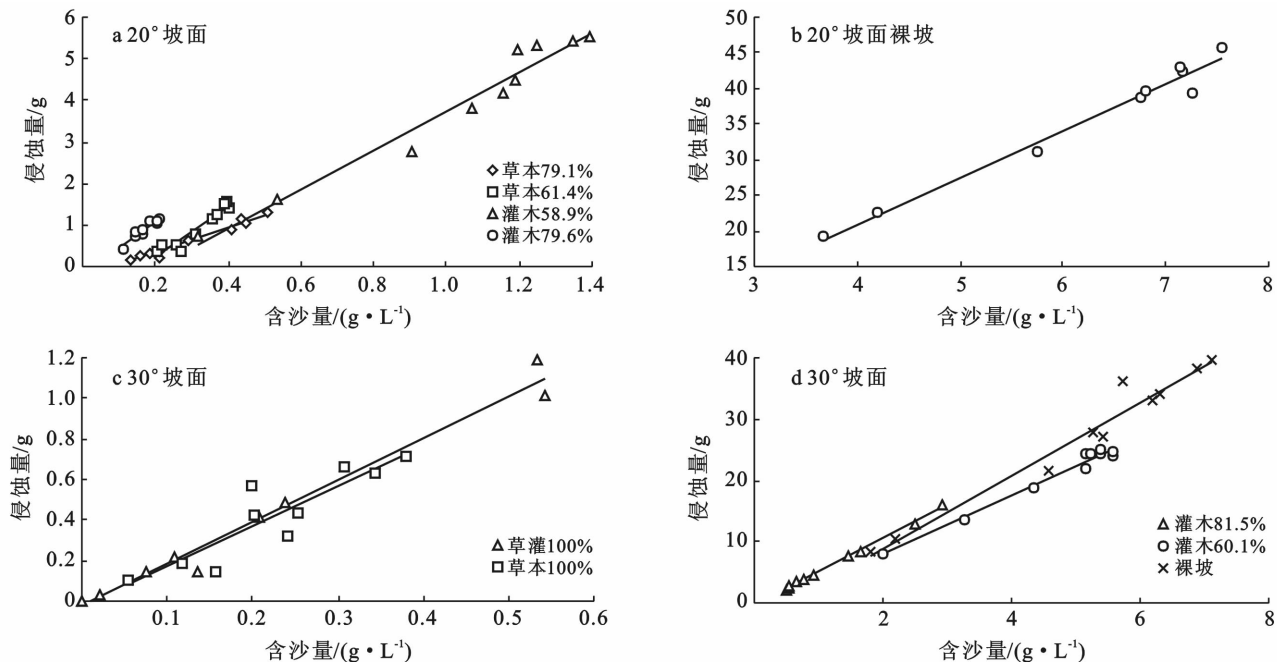 a 20°坡面
侵蚀量/g
6
5
4
3
2
1
0
0.2
0.4
0.6
0.8
1.0
1.2
1.4
含沙量/(g·L⁻¹)
草本79.1%
草本61.4%
灌木58.9%
灌木79.6%
b 20°坡面裸坡
侵蚀量/g
50
45
40
35
30
25
20
15
3
4
5
6
7
8
含沙量/(g·L⁻¹)
c 30°坡面
侵蚀量/g
1.2
1.0
0.8
0.6
0.4
0.2
0
0.1
0.2
0.3
0.4
0.5
0.6
含沙量/(g·L⁻¹)
草灌100%
草本100%
d 30°坡面
侵蚀量/g
40
30
20
10
0
2
4
6
8
含沙量/(g·L⁻¹)
灌木81.5%
灌木60.1%
裸坡